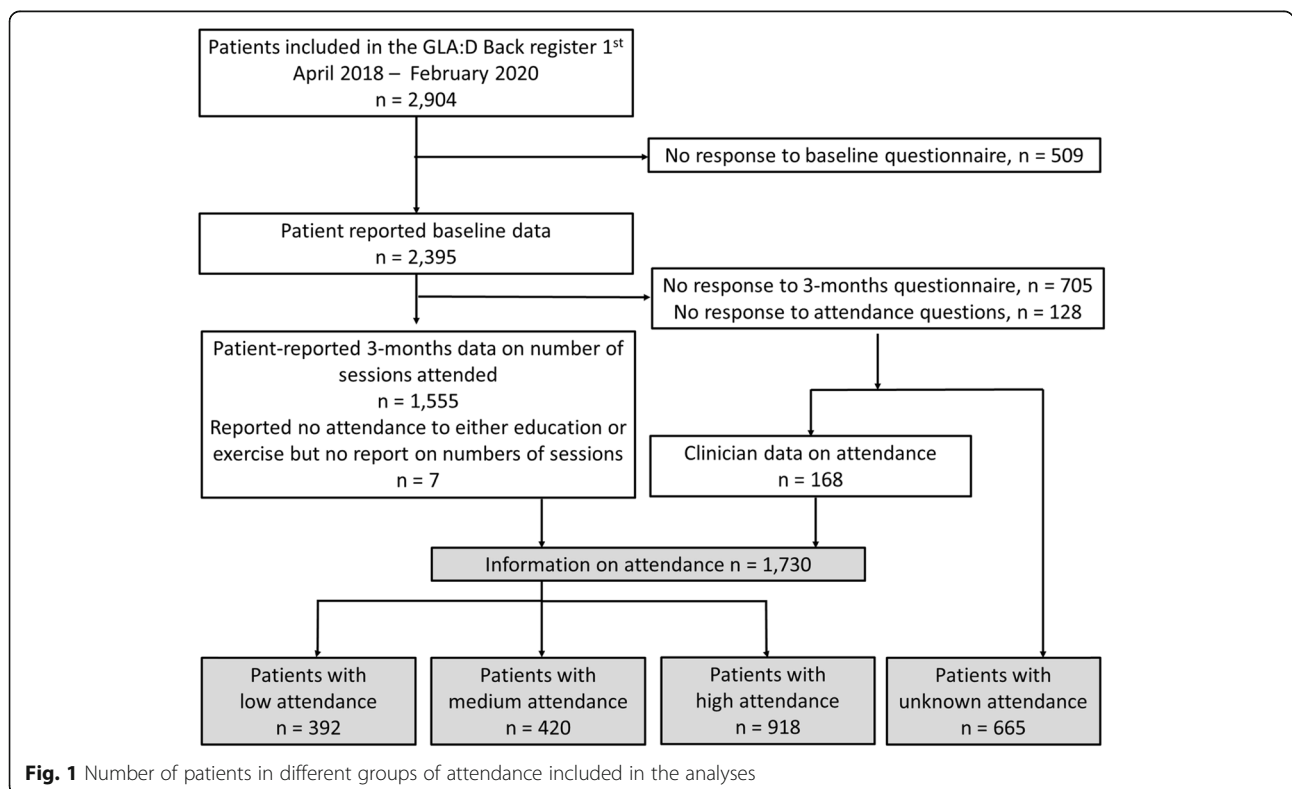 Patients included in the GLA:D Back register 1st
April 2018 – February 2020
n = 2,904
No response to baseline questionnaire, n = 509
Patient reported baseline data
n = 2,395
No response to 3-months questionnaire, n = 705
No response to attendance questions, n = 128
Patient-reported 3-months data on number of
sessions attended
n = 1,555
Reported no attendance to either education or
exercise but no report on numbers of sessions
n = 7
Clinician data on attendance
n = 168
Information on attendance n = 1,730
Patients with
low attendance
n = 392
Patients with
medium attendance
n = 420
Patients with
high attendance
n = 918
Patients with
unknown attendance
n = 665
Fig. 1 Number of patients in different groups of attendance included in the analyses